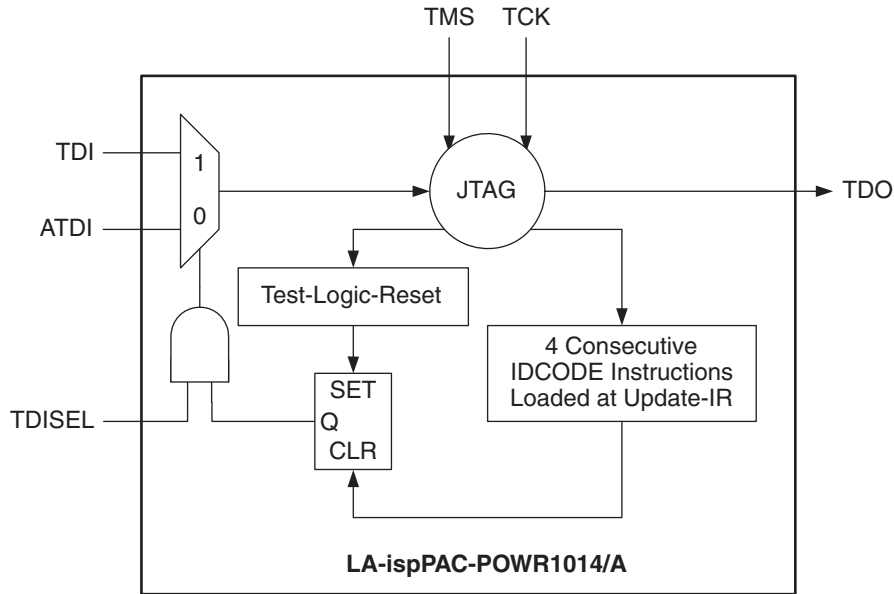 TMS
TCK
TDI
1
JTAG
TDO
0
ATDI
Test-Logic-Reset
4 Consecutive
IDCODE Instructions
Loaded at Update-IR
SET
TDISEL
Q
CLR
LA-ispPAC-POWR1014/A